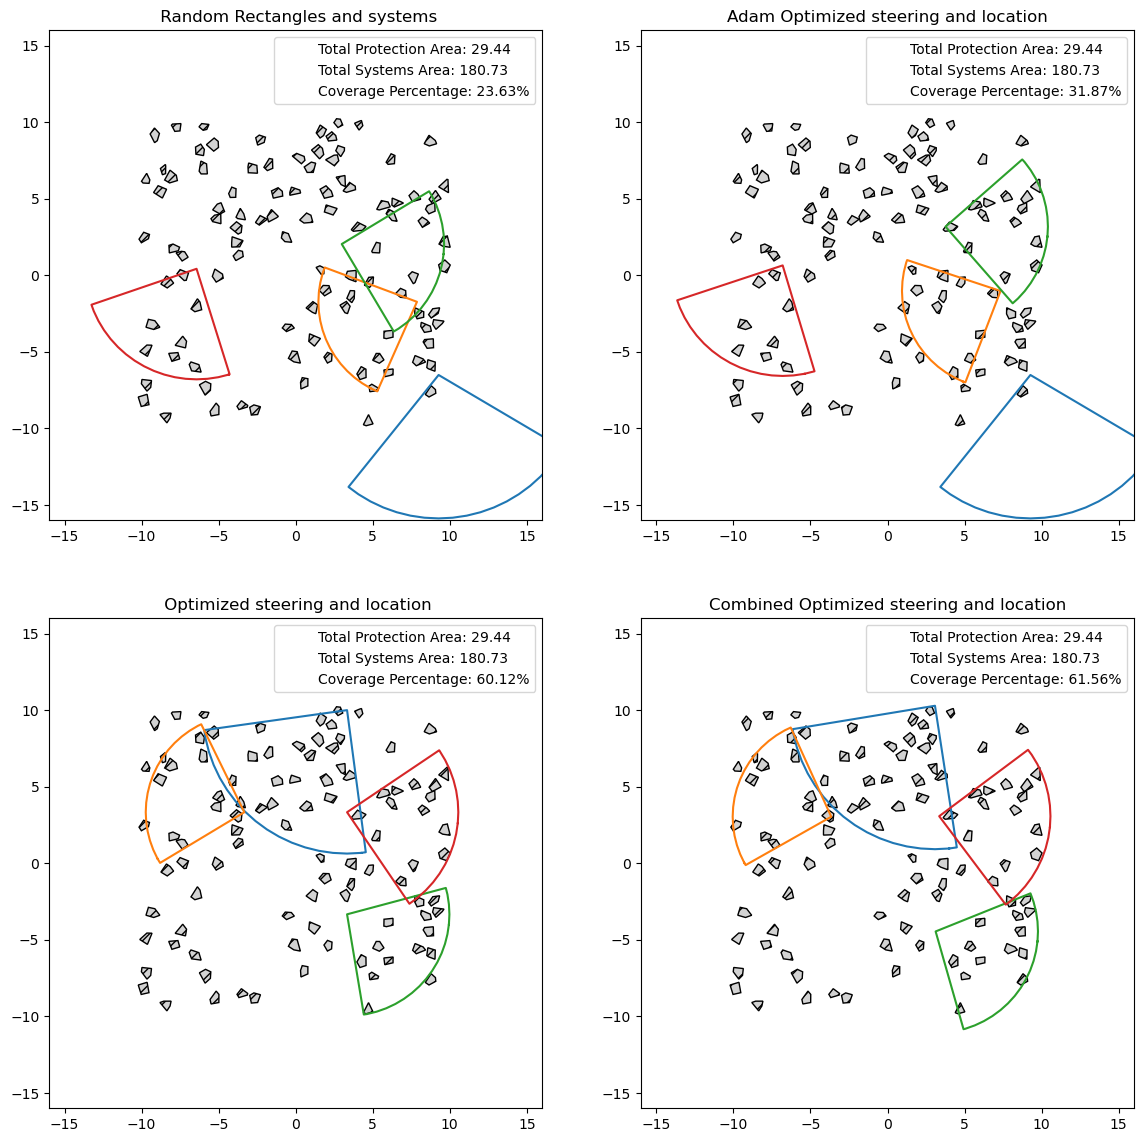 Random Rectangles and systems
15
10
5
0
−5
−10
−15
Total Protection Area: 29.44
Total Systems Area: 180.73
Coverage Percentage: 23.63%
−15 −10 −5 0 5 10 15
Adam Optimized steering and location
15
10
5
0
−5
−10
−15
Total Protection Area: 29.44
Total Systems Area: 180.73
Coverage Percentage: 31.87%
−15 −10 −5 0 5 10 15
Optimized steering and location
15
10
5
0
−5
−10
−15
Total Protection Area: 29.44
Total Systems Area: 180.73
Coverage Percentage: 60.12%
−15 −10 −5 0 5 10 15
Combined Optimized steering and location
15
10
5
0
−5
−10
−15
Total Protection Area: 29.44
Total Systems Area: 180.73
Coverage Percentage: 61.56%
−15 −10 −5 0 5 10 15